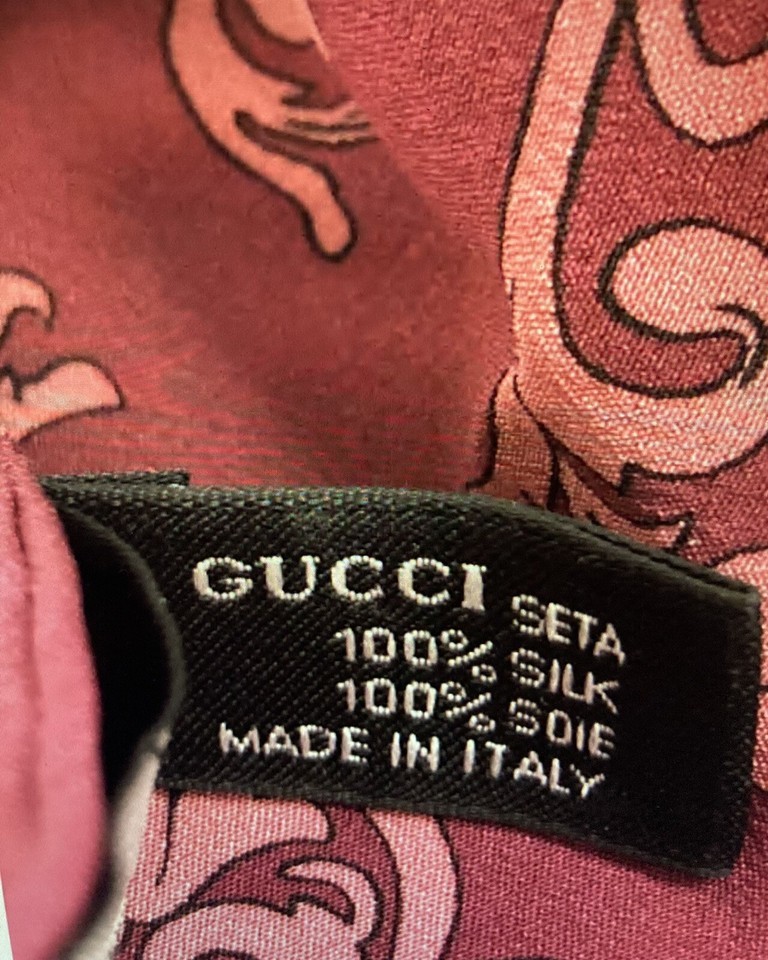 GUCCI SETA
100% SILK
100% SOIE
MADE IN ITALY